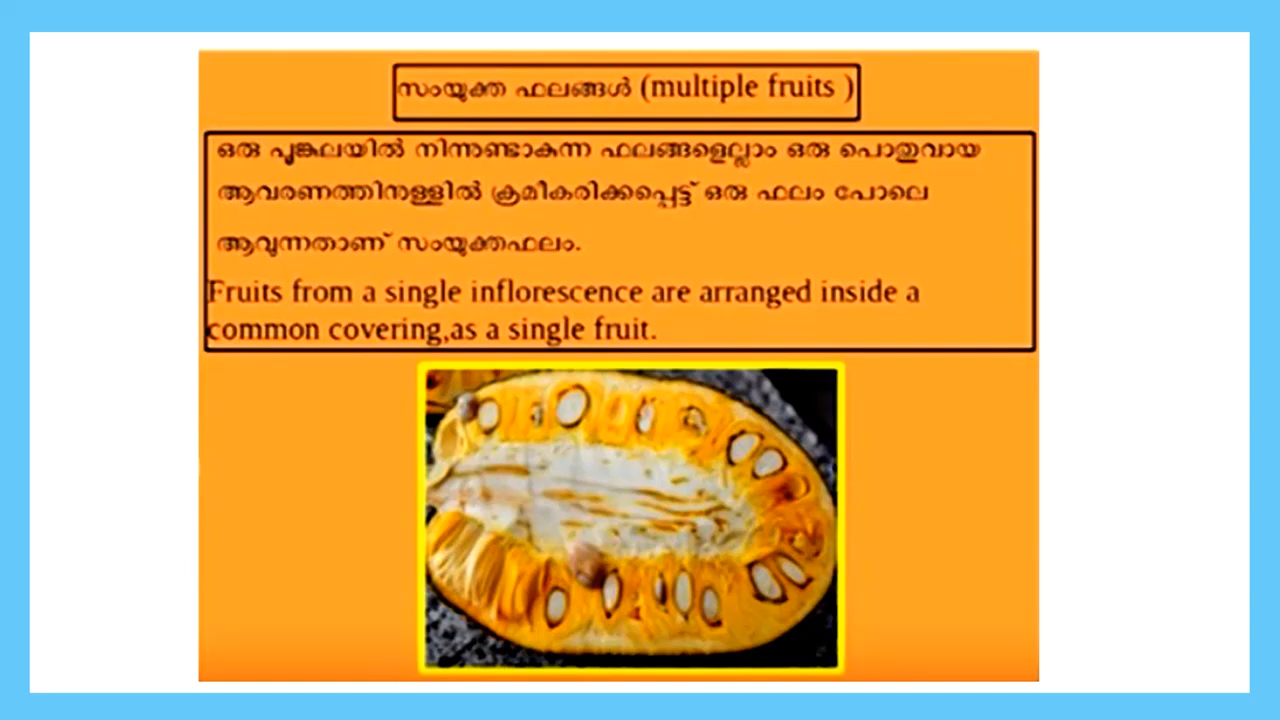 സംയുക്ത ഫലങ്ങൾ (multiple fruits )
ഒരു പൂങ്കുലയിൽ നിന്നുണ്ടാകുന്ന ഫലങ്ങളെല്ലാം ഒരു പൊതുവായ
ആവരണത്തിനുള്ളിൽ ക്രമീകരിക്കപ്പെട്ട് ഒരു ഫലം പോലെ
ആവുന്നതാണ് സംയുക്തഫലം.
Fruits from a single inflorescence are arranged inside a
common covering,as a single fruit.